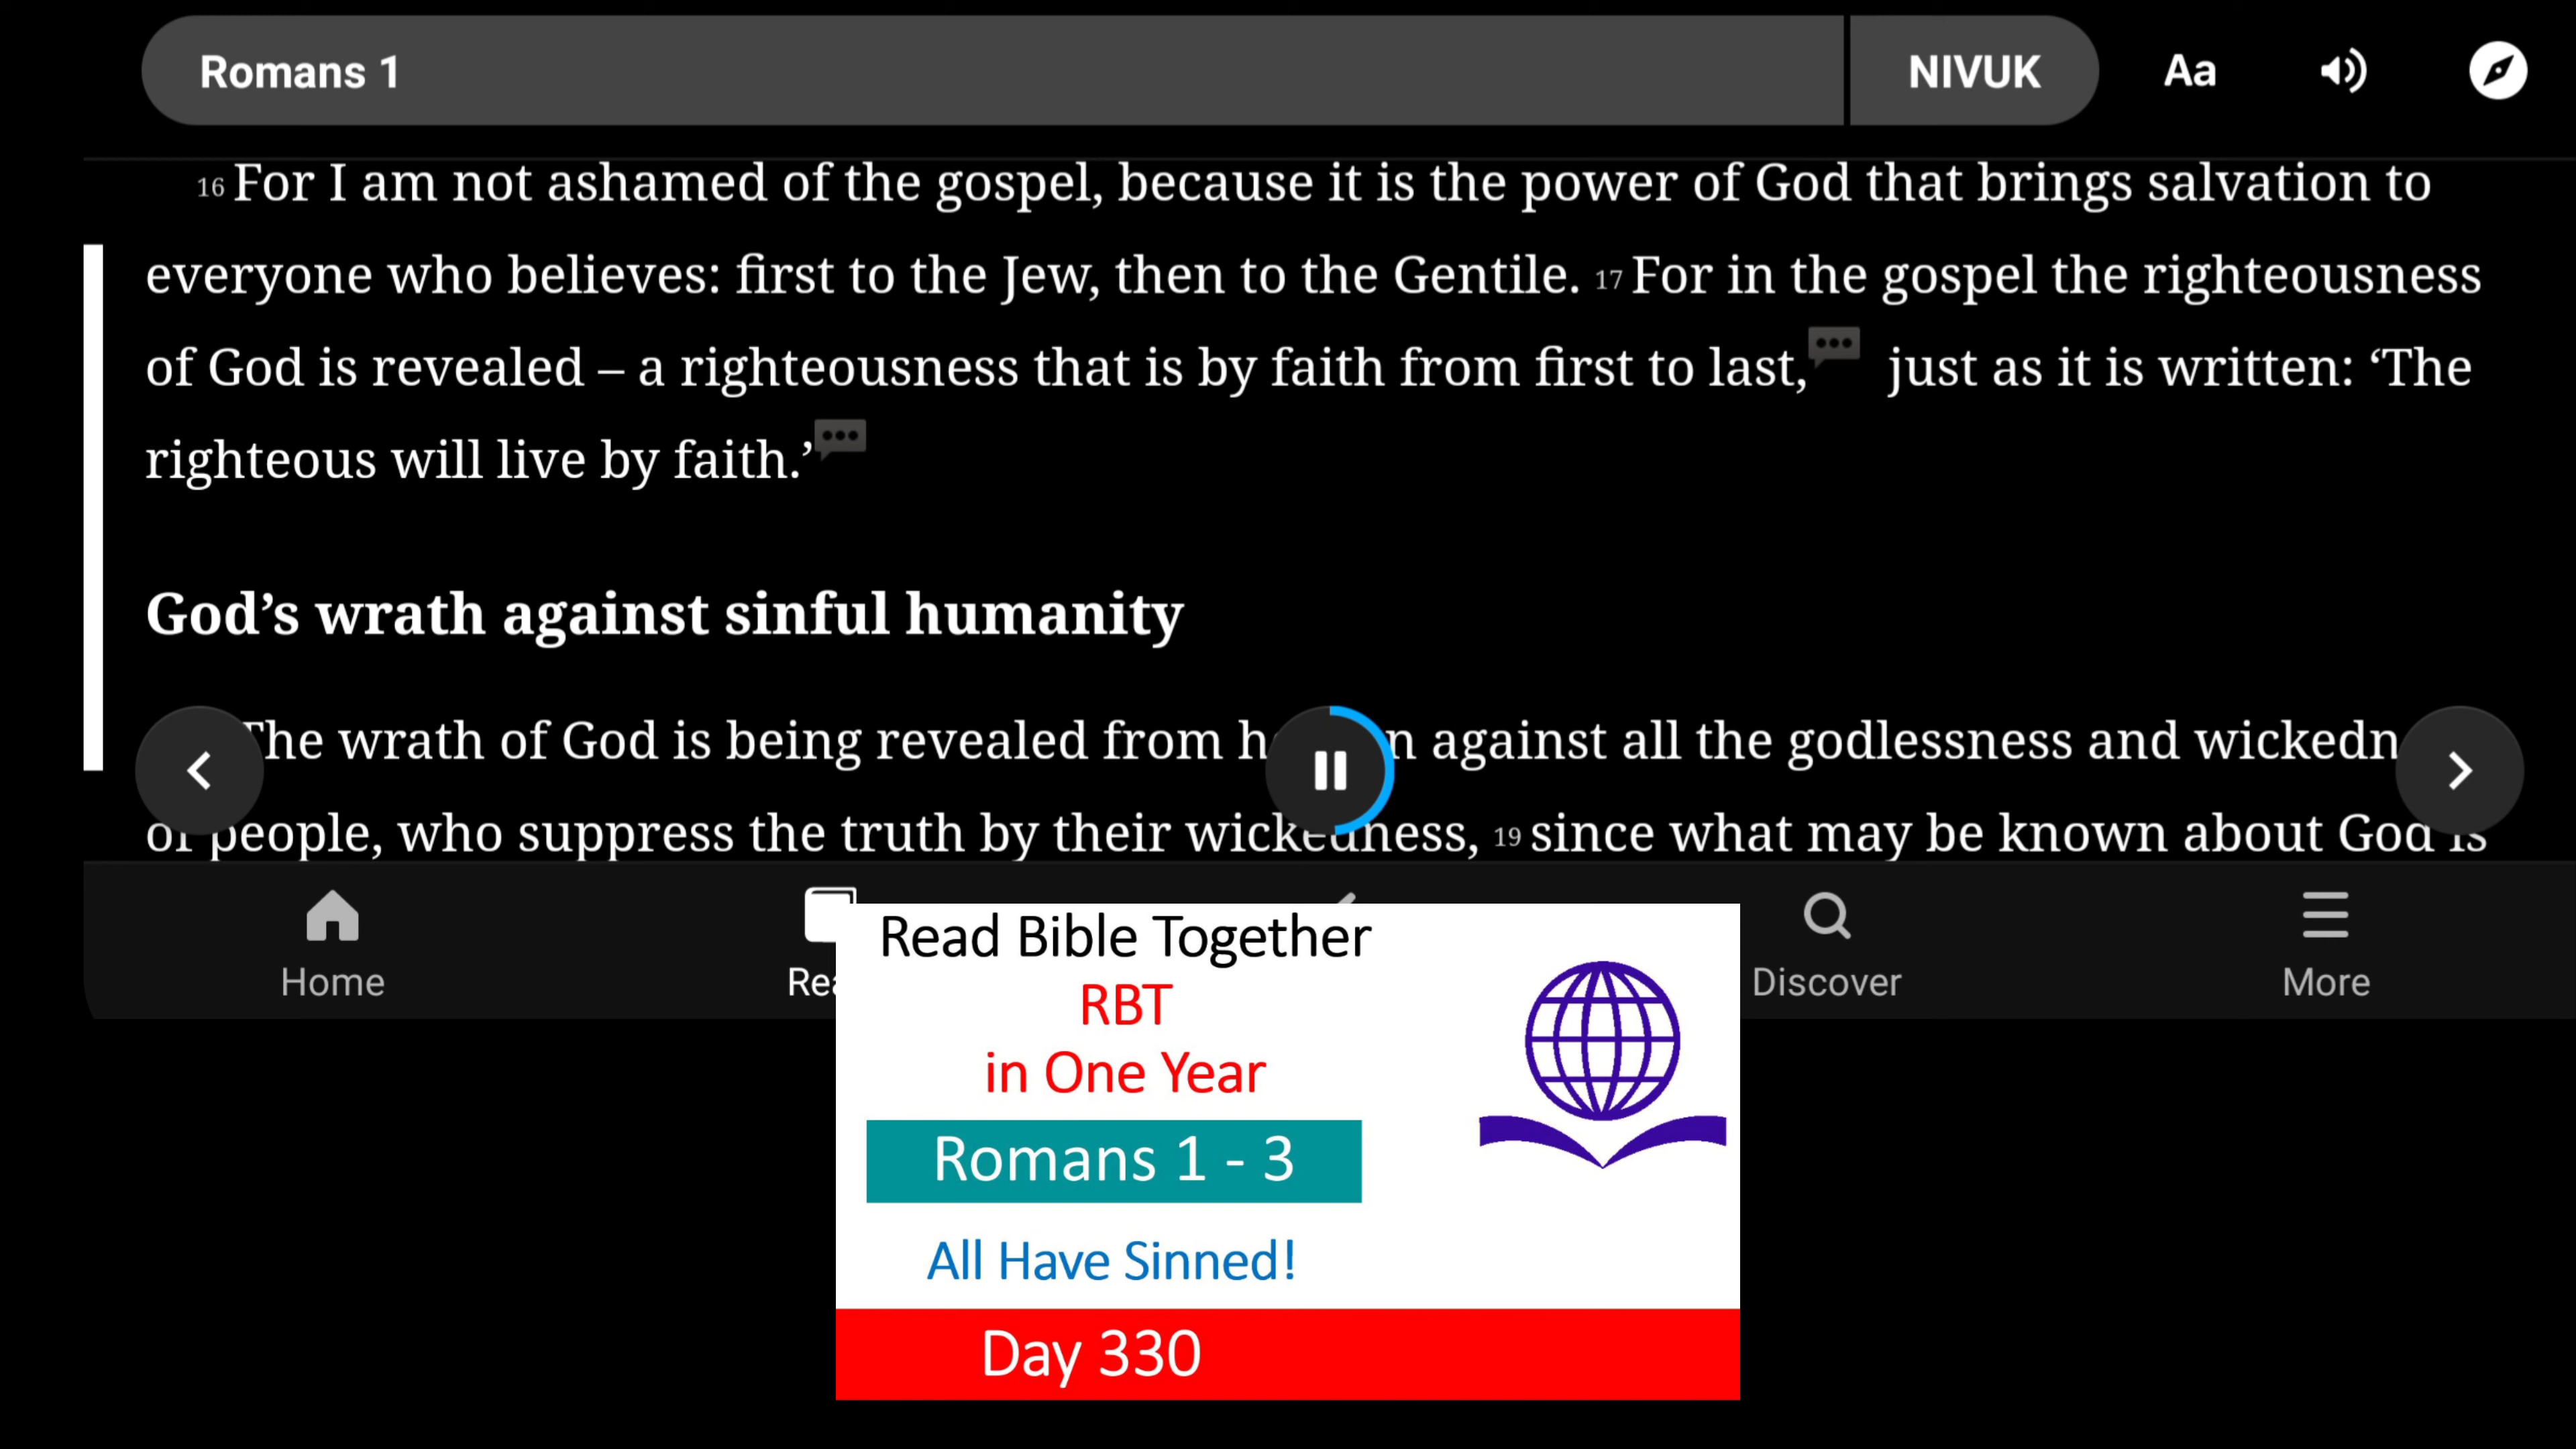 Romans 1 NIVUK Aa
16 For I am not ashamed of the gospel, because it is the power of God that brings salvation to
everyone who believes: first to the Jew, then to the Gentile. 17 For in the gospel the righteousness
of God is revealed – a righteousness that is by faith from first to last, just as it is written: ‘The
righteous will live by faith.’
God’s wrath against sinful humanity
The wrath of God is being revealed from against all the godlessness and
of people, who suppress the truth by their wickedness, 19 since what may be known about God is
Home
Discover
More
Read Bible Together
RBT
in One Year
Romans 1 - 3
All Have Sinned!
Day 330